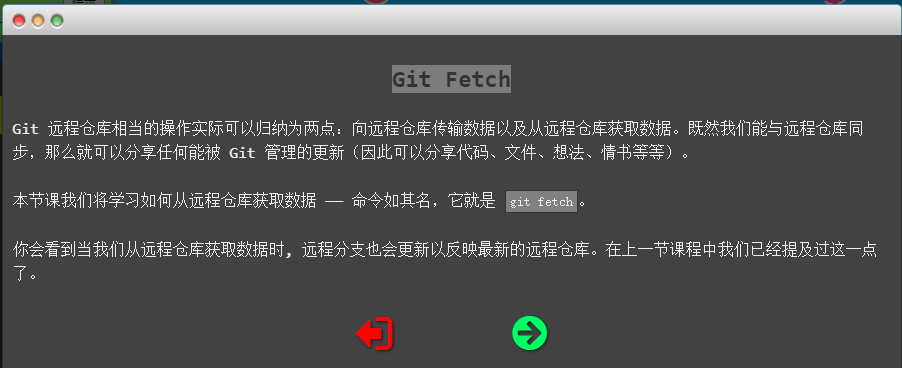 Git Fetch
Git 远程仓库相当的操作实际可以归纳为两点：向远程仓库传输数据以及从远程仓库获取数据。既然我们能与远程仓库同
步，那么就可以分享任何能被 Git 管理的更新（因此可以分享代码、文件、想法、情书等等）。
本节课我们将学习如何从远程仓库获取数据 —— 命令如其名，它就是 git fetch。
你会看到当我们从远程仓库获取数据时, 远程分支也会更新以反映最新的远程仓库。在上一节课程中我们已经提及过这一点
了。